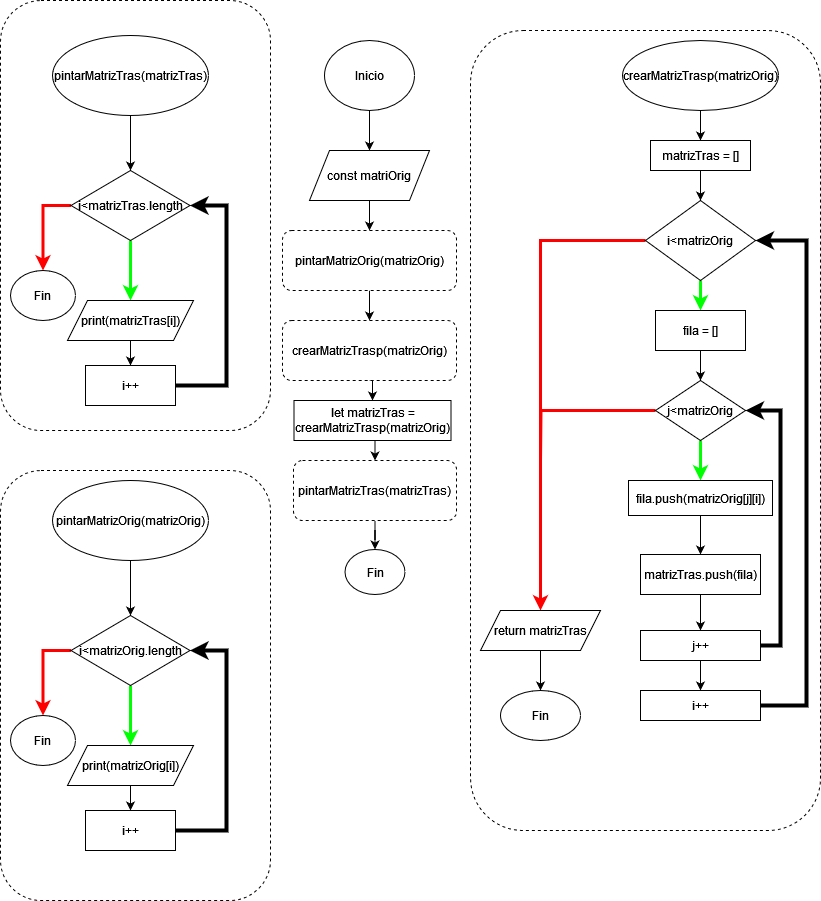 pintarMatrizTras(matrizTras)
i<matrizTras.length
Fin
print(matrizTras[i])
i++
pintarMatrizOrig(matrizOrig)
i<matrizOrig.length
Fin
print(matrizOrig[i])
i++
Inicio
const matriOrig
pintarMatrizOrig(matrizOrig)
crearMatrizTrasp(matrizOrig)
let matrizTras =
crearMatrizTrasp(matrizOrig)
pintarMatrizTras(matrizTras)
Fin
crearMatrizTrasp(matrizOrig)
matrizTras = []
i<matrizOrig
fila = []
j<matrizOrig
fila.push(matrizOrig[j][i])
matrizTras.push(fila)
j++
i++
return matrizTras
Fin